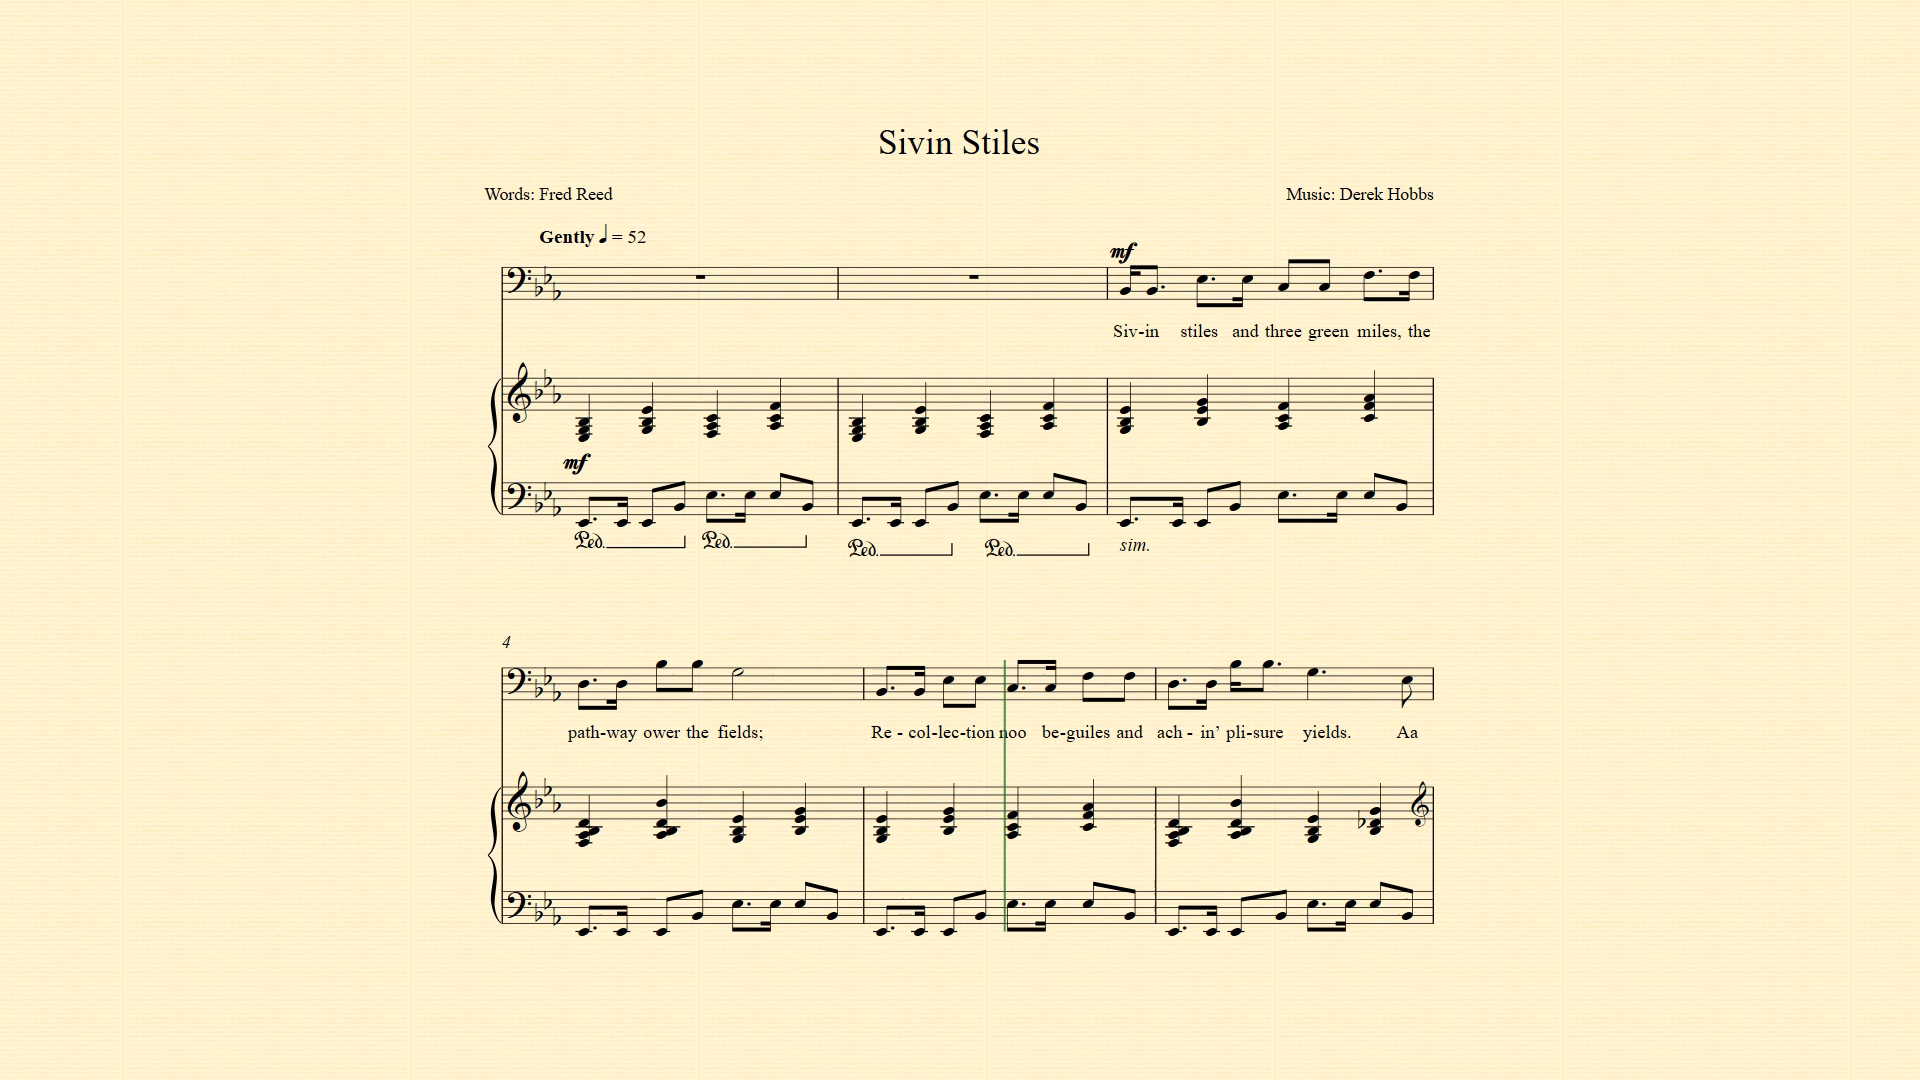 Sivin Stiles
Words: Fred Reed
Music: Derek Hobbs
Gently ♩ = 52
mf
Siv-in stiles and three green miles, the
mf
Ped. Ped. Ped. Ped. sim.
4
path-way ower the fields; Re - col-lec-tion noo be-guiles and ach - in' pli-sure yields. Aa